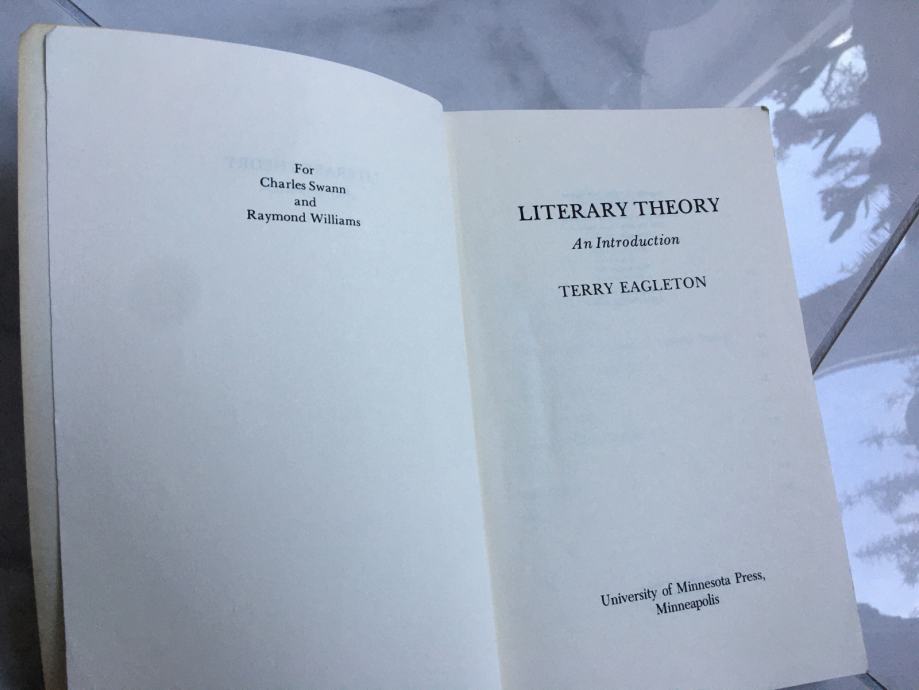 For
Charles Swann
and
Raymond Williams
LITERARY THEORY
An Introduction
TERRY EAGLETON
University of Minnesota Press,
Minneapolis